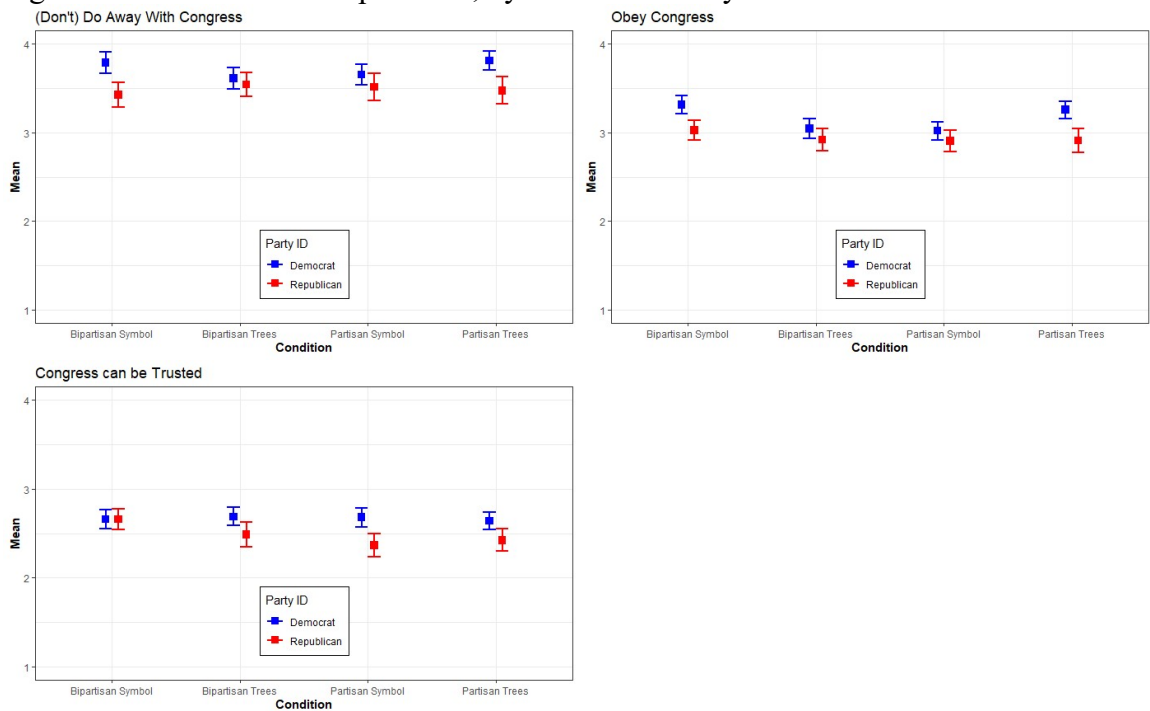 (Don't) Do Away With Congress
4
3
2
1
Mean
Party ID
Democrat
Republican
Bipartisan Symbol Bipartisan Trees Partisan Symbol Partisan Trees
Condition
Obey Congress
4
3
2
1
Mean
Party ID
Democrat
Republican
Bipartisan Symbol Bipartisan Trees Partisan Symbol Partisan Trees
Condition
Congress can be Trusted
4
3
2
1
Mean
Party ID
Democrat
Republican
Bipartisan Symbol Bipartisan Trees Partisan Symbol Partisan Trees
Condition